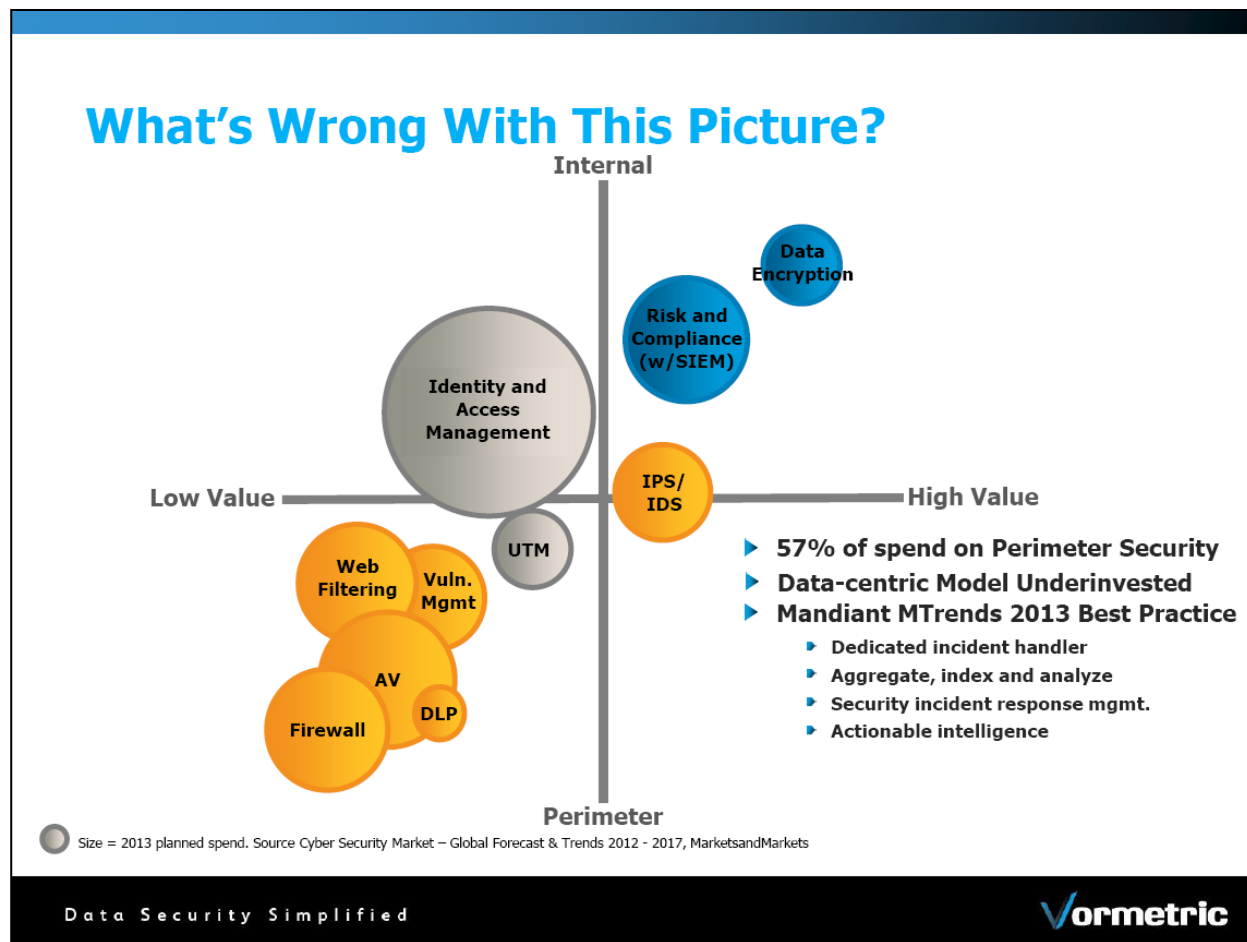 What's Wrong With This Picture?
Internal
Data
Encryption
Risk and
Compliance
(w/SIEM)
Identity and
Access
Management
IPS/
IDS
Low Value
High Value
UTM
Web
Filtering
Vuln.
Mgmt
AV
DLP
Firewall
57% of spend on Perimeter Security
Data-centric Model Underinvested
Mandiant MTrends 2013 Best Practice
Dedicated incident handler
Aggregate, index and analyze
Security incident response mgmt.
Actionable intelligence
Perimeter
Size = 2013 planned spend. Source Cyber Security Market – Global Forecast & Trends 2012 - 2017, MarketsandMarkets
Data Security Simplified
Vormetric